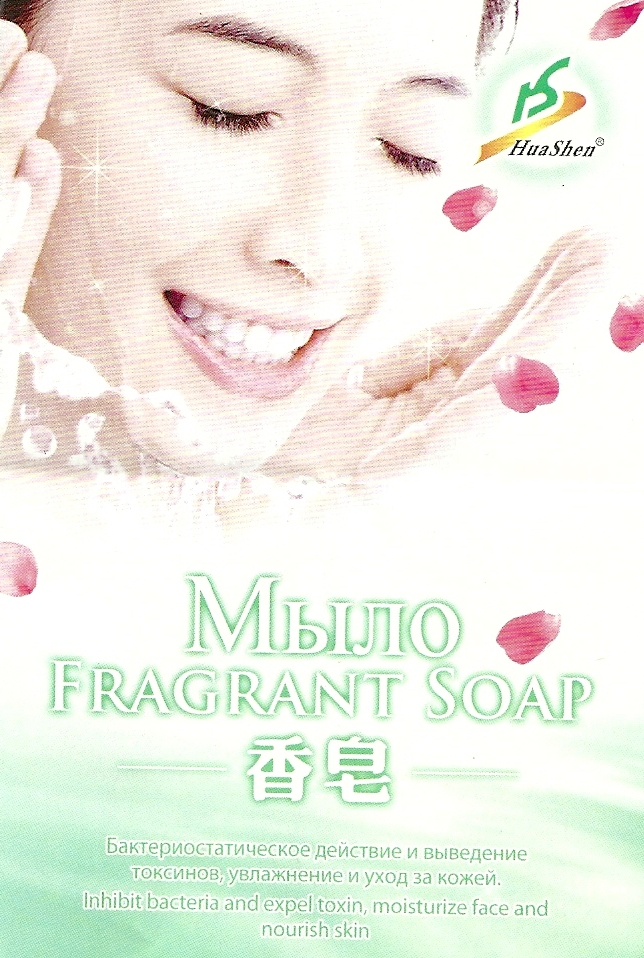 HuaShen®
Мыло
FRAGRANT SOAP
香皂
Бактериостатическое действие и выведение
токсинов, увлажнение и уход за кожей.
Inhibit bacteria and expel toxin, moisturize face and
nourish skin